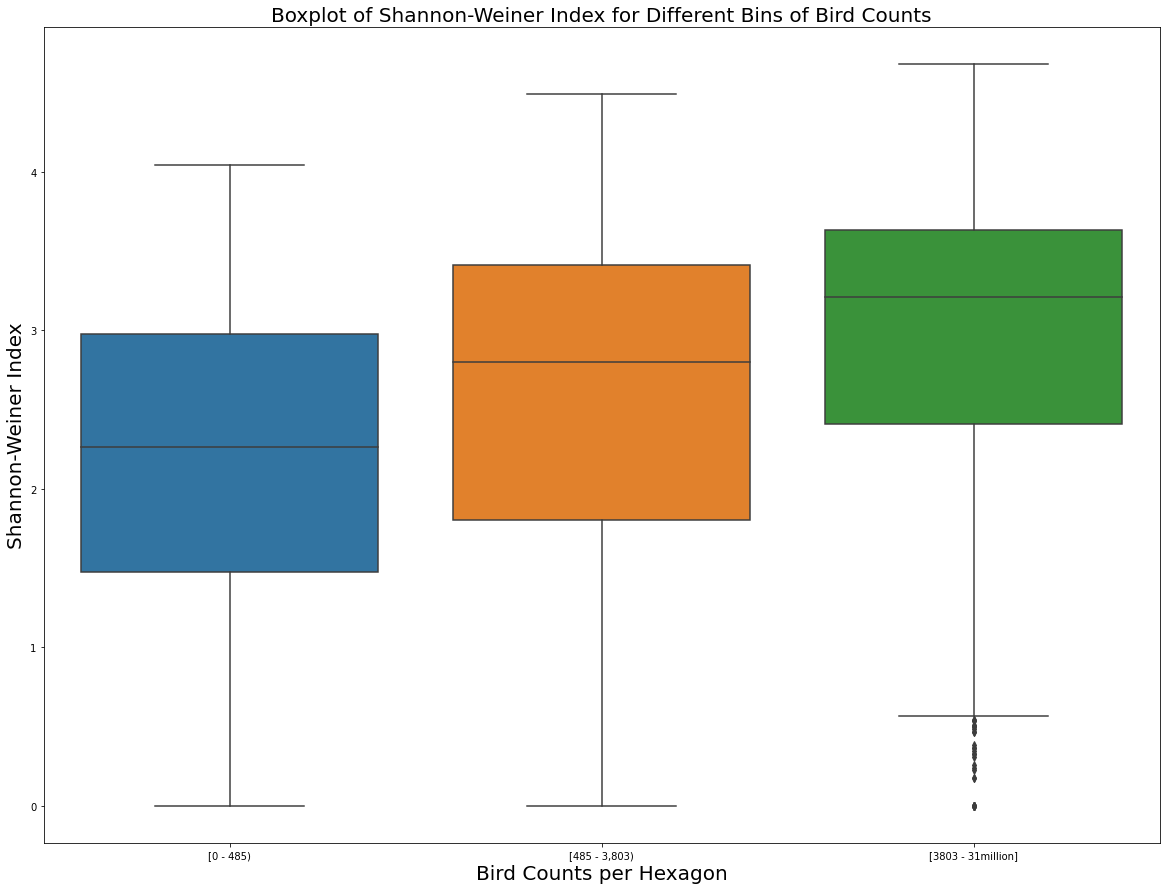 Boxplot of Shannon-Weiner Index for Different Bins of Bird Counts
Shannon-Weiner Index
4
3
2
1
0
[0 - 485)
[485 - 3,803)
[3803 - 31million]
Bird Counts per Hexagon